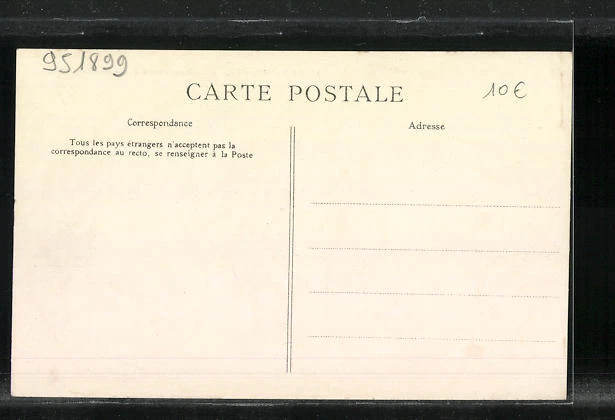 951899
CARTE POSTALE
10€
Correspondance
Adresse
Tous les pays étrangers n'acceptent pas la
correspondance au recto, se renseigner à la Poste